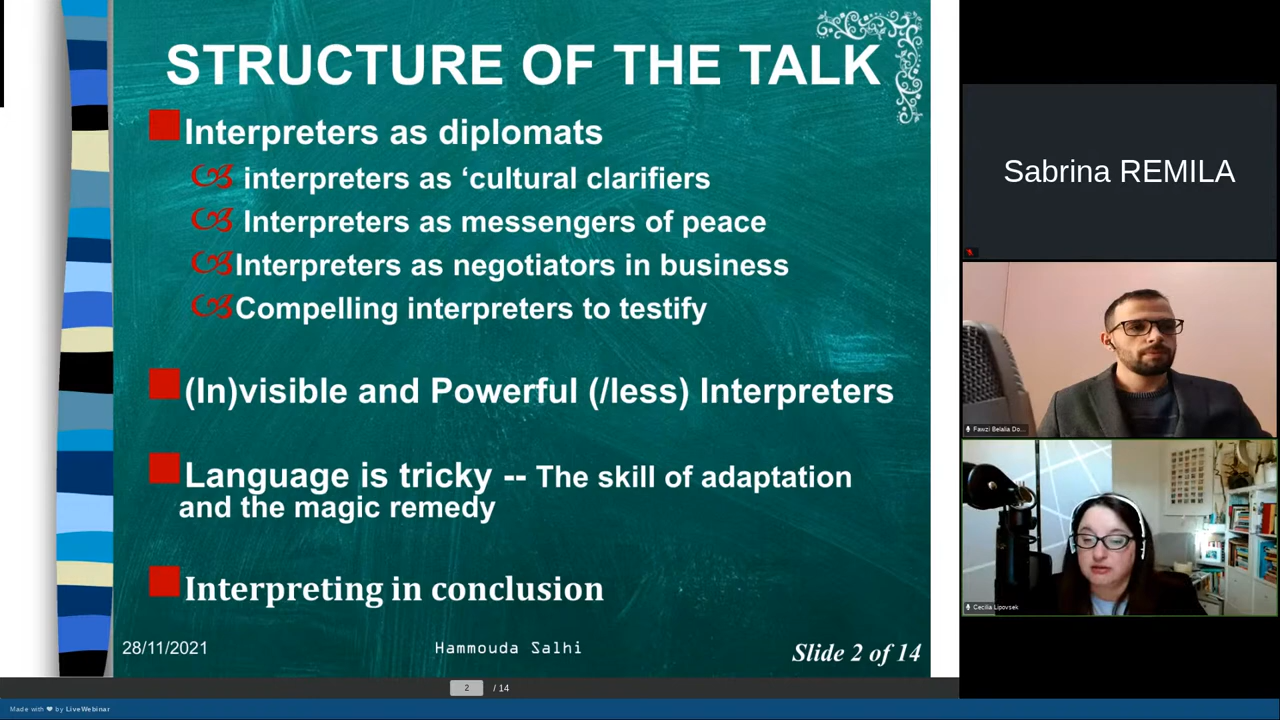 STRUCTURE OF THE TALK
Interpreters as diplomats
interpreters as ‘cultural clarifiers
Interpreters as messengers of peace
Interpreters as negotiators in business
Compelling interpreters to testify
(In)visible and Powerful (/less) Interpreters
Language is tricky -- The skill of adaptation
and the magic remedy
Interpreting in conclusion
28/11/2021
Hammouda Salhi
Slide 2 of 14
2 / 14
Made with ❤ by LiveWebinar
Sabrina REMILA
Fawzi Belalia Do...
Cecilia Lipovsek